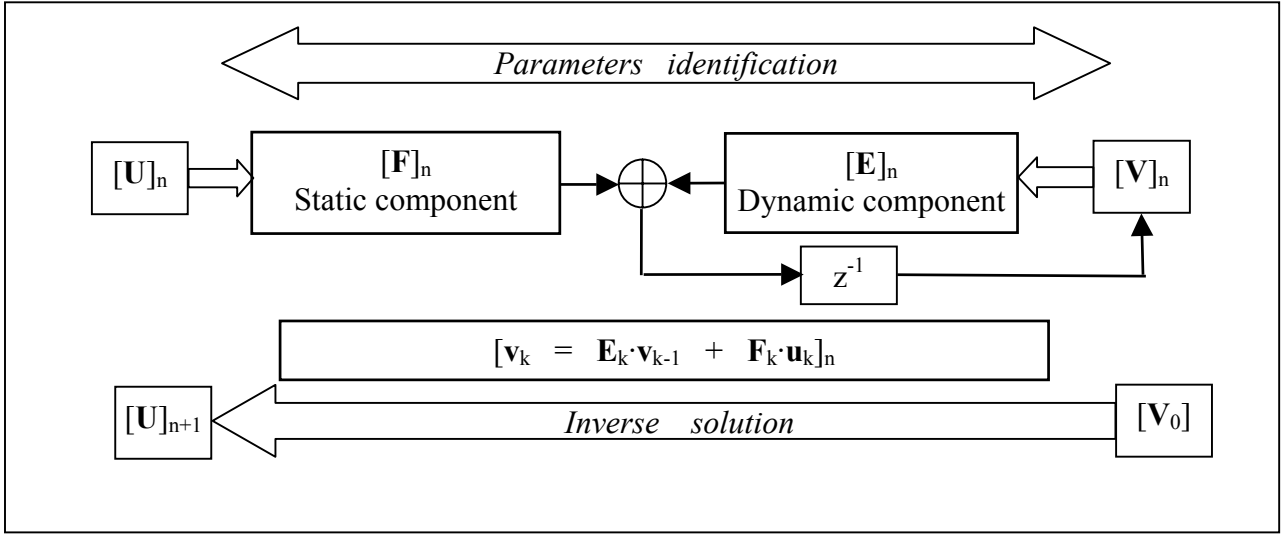 Parameters identification
[U]ₙ
[F]ₙ
Static component
[E]ₙ
Dynamic component
[V]ₙ
z⁻¹
[vₖ = Eₖ·vₖ₋₁ + Fₖ·uₖ]ₙ
[U]ₙ₊₁
Inverse solution
[V₀]